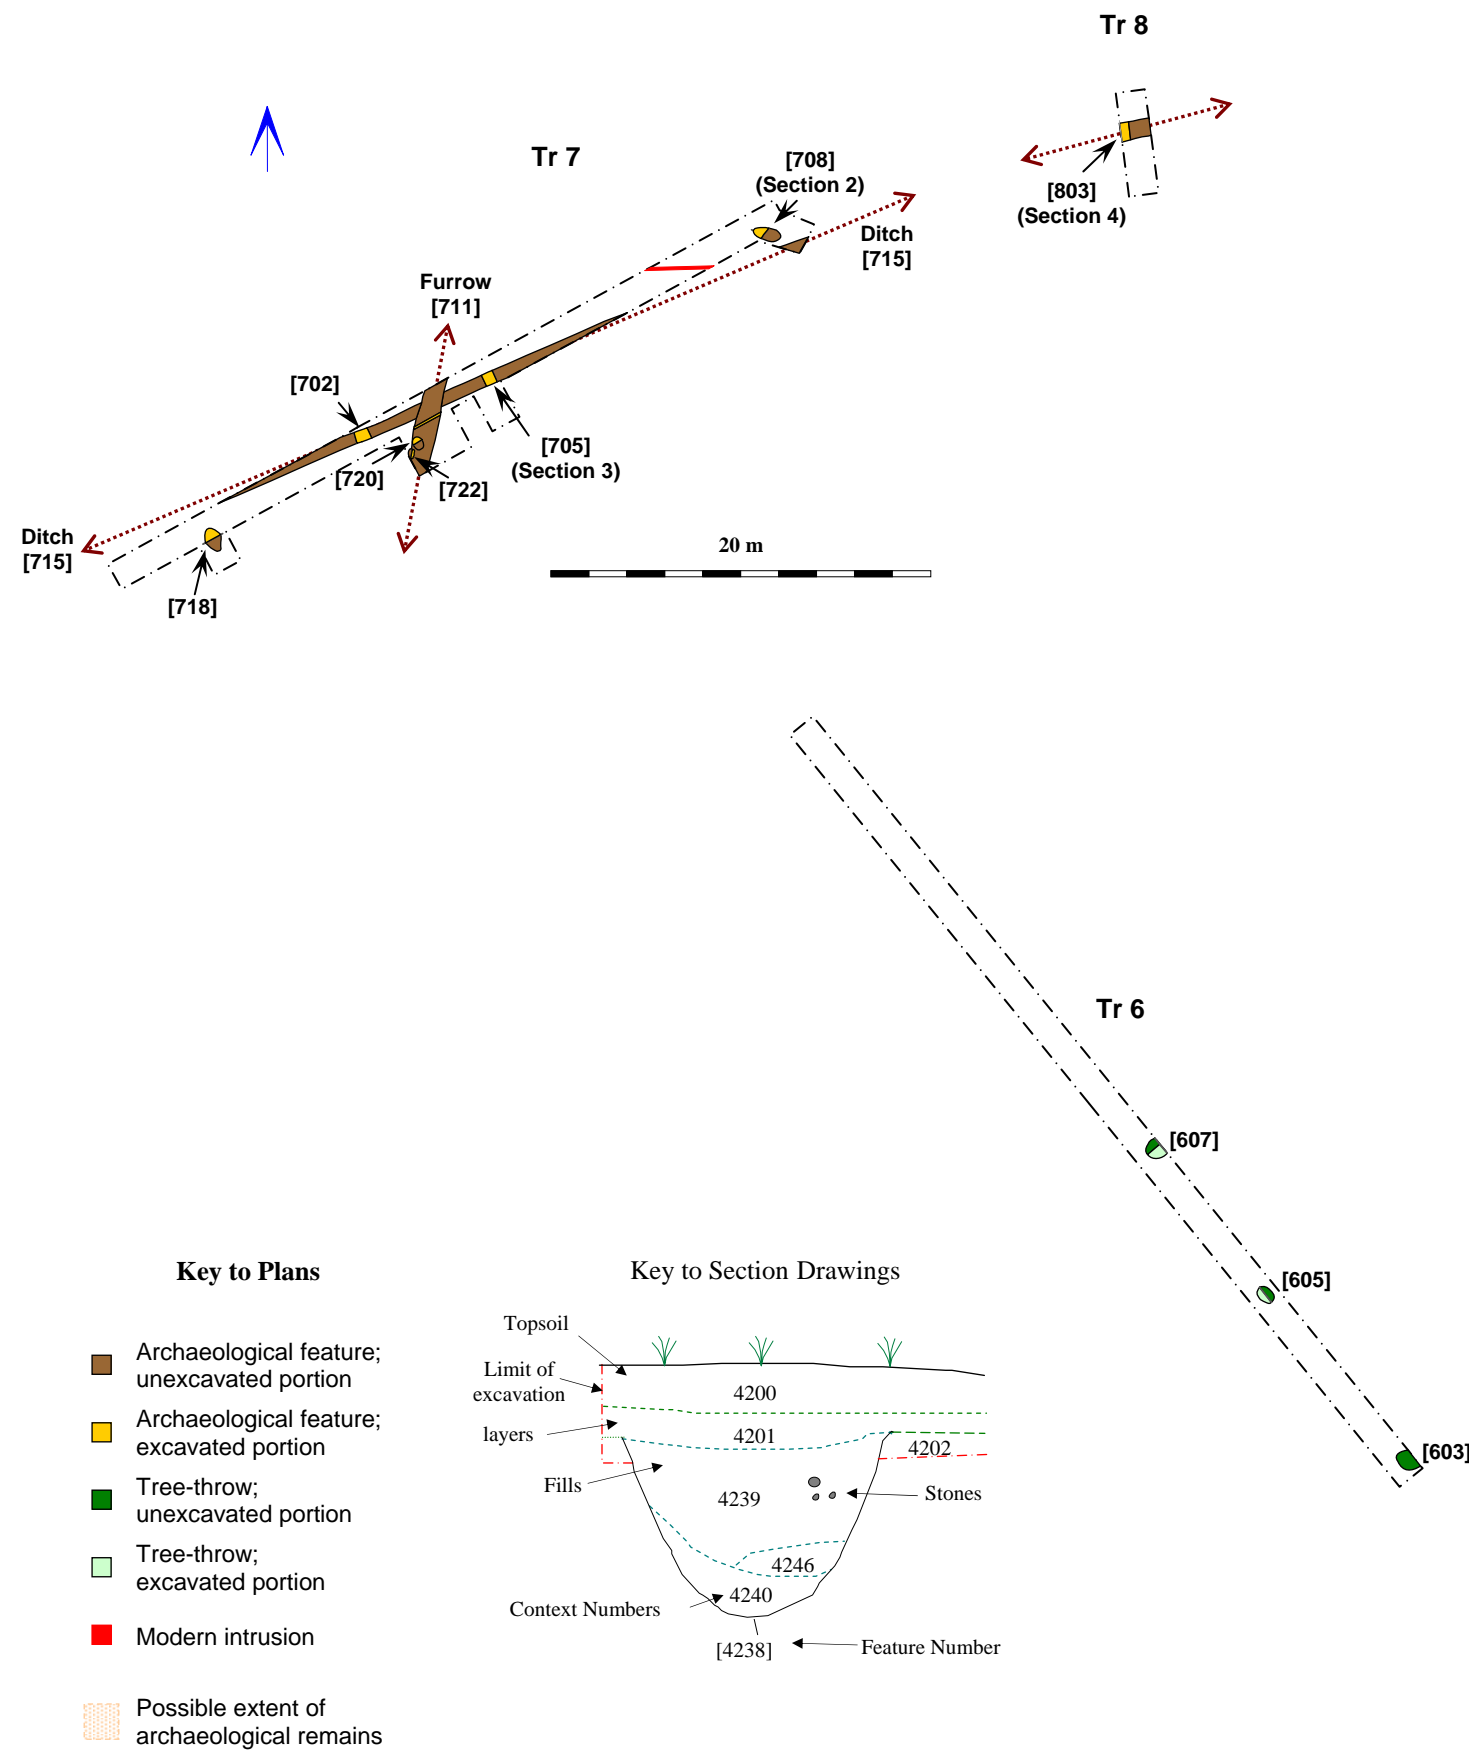 Tr 8
Tr 7
[708]
(Section 2)
[803]
(Section 4)
Ditch
[715]
Furrow
[711]
[702]
[705]
(Section 3)
[720]
[722]
Ditch
[715]
[718]
20 m
Tr 6
[607]
[605]
[603]
Key to Plans
Archaeological feature;
unexcavated portion
Archaeological feature;
excavated portion
Tree-throw;
unexcavated portion
Tree-throw;
excavated portion
Modern intrusion
Possible extent of
archaeological remains
Key to Section Drawings
Topsoil
Limit of
excavation
4200
layers
4201
4202
Fills
4239
Stones
4246
4240
Context Numbers
[4238]
Feature Number